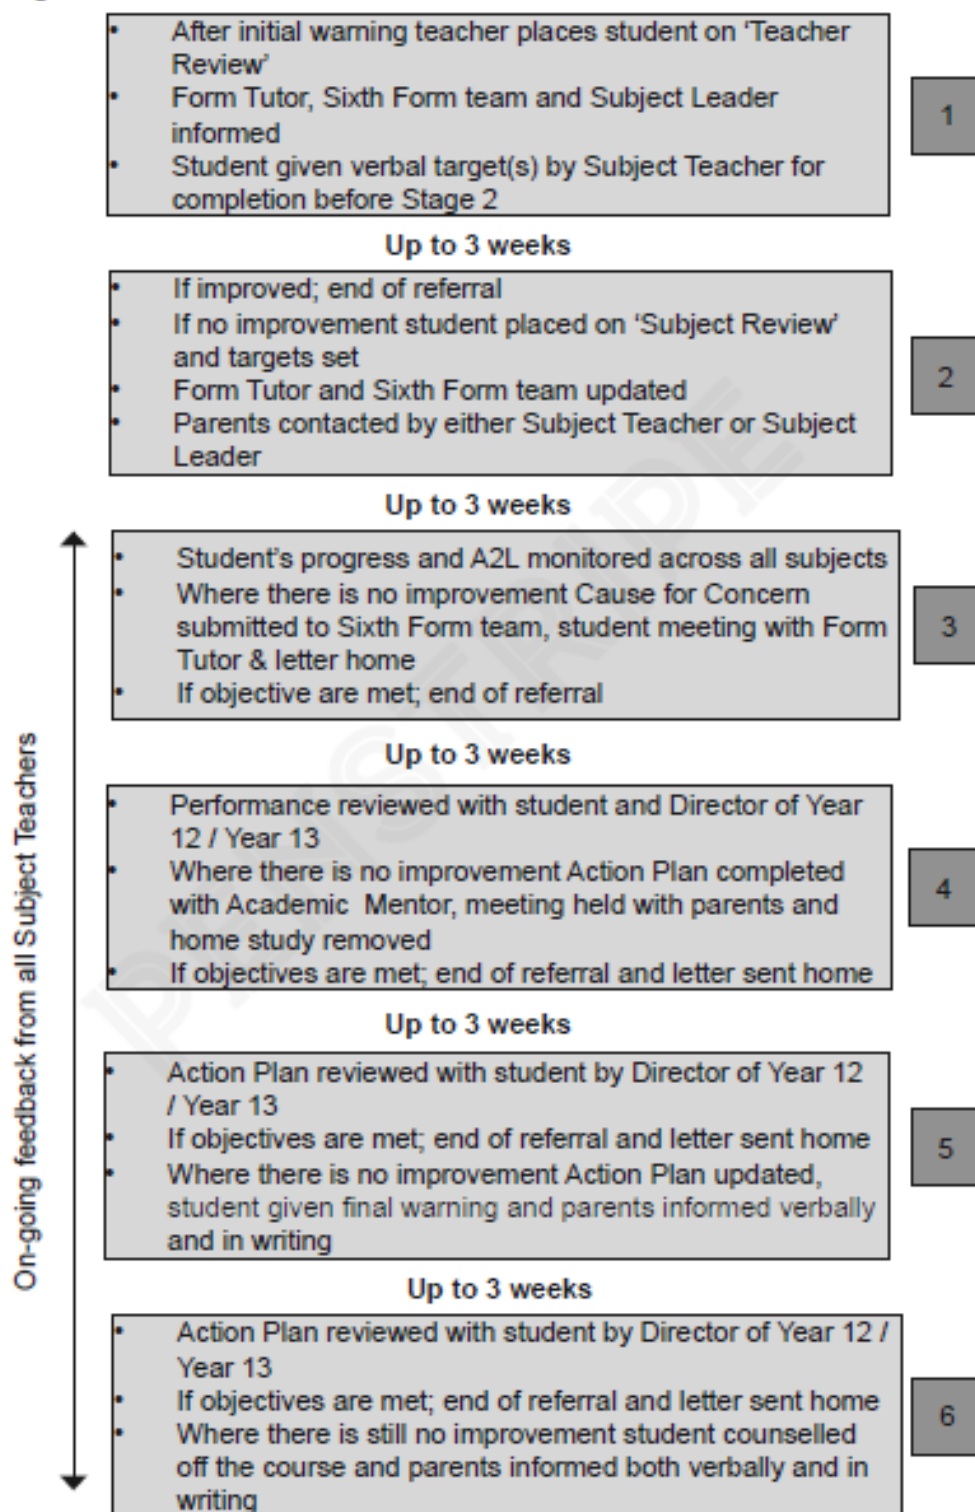 • After initial warning teacher places student on ‘Teacher
Review’
• Form Tutor, Sixth Form team and Subject Leader
informed
• Student given verbal target(s) by Subject Teacher for
completion before Stage 2
1
Up to 3 weeks
• If improved; end of referral
• If no improvement student placed on ‘Subject Review’
and targets set
• Form Tutor and Sixth Form team updated
• Parents contacted by either Subject Teacher or Subject
Leader
2
Up to 3 weeks
On-going feedback from all Subject Teachers
• Student’s progress and A2L monitored across all subjects
• Where there is no improvement Cause for Concern
submitted to Sixth Form team, student meeting with Form
Tutor & letter home
• If objective are met; end of referral
3
Up to 3 weeks
• Performance reviewed with student and Director of Year
12 / Year 13
• Where there is no improvement Action Plan completed
with Academic Mentor, meeting held with parents and
home study removed
• If objectives are met; end of referral and letter sent home
4
Up to 3 weeks
• Action Plan reviewed with student by Director of Year 12
/ Year 13
• If objectives are met; end of referral and letter sent home
• Where there is no improvement Action Plan updated,
student given final warning and parents informed verbally
and in writing
5
Up to 3 weeks
• Action Plan reviewed with student by Director of Year 12 /
Year 13
• If objectives are met; end of referral and letter sent home
• Where there is still no improvement student counselled
off the course and parents informed both verbally and in
writing
6
PENSTRIPE